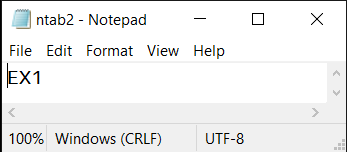 ntab2 - Notepad
File Edit Format View Help
EX1
100% Windows (CRLF) UTF-8